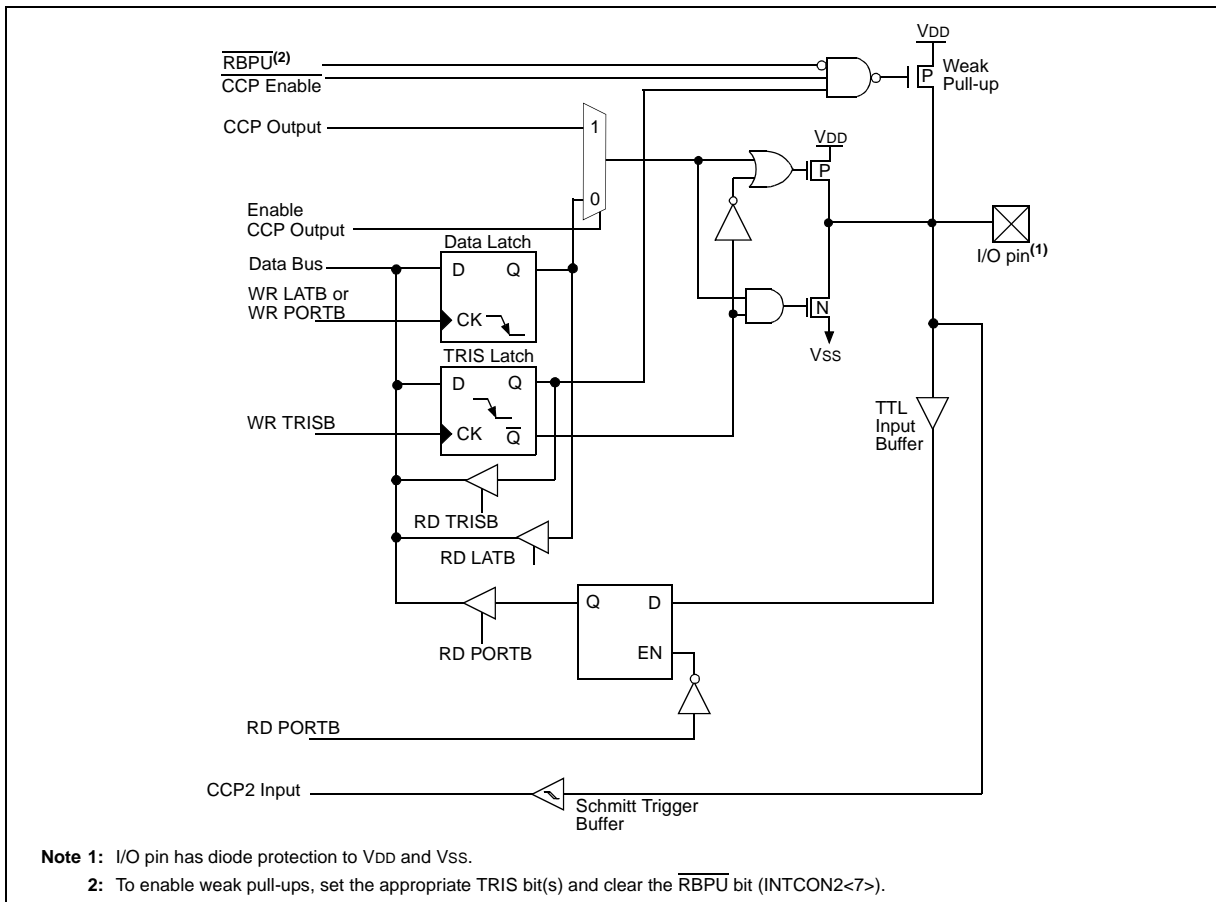 VDD
RBPU(2)
CCP Enable
P
Weak
Pull-up
CCP Output
1
VDD
P
0
Enable
CCP Output
Data Latch
I/O pin(1)
Data Bus
D Q
WR LATB or
WR PORTB
CK
N
VSS
TRIS Latch
D Q
TTL
Input
Buffer
WR TRISB
CK Q
RD TRISB
RD LATB
Q D
RD PORTB
EN
RD PORTB
CCP2 Input
Schmitt Trigger
Buffer
Note 1: I/O pin has diode protection to VDD and VSS.
2: To enable weak pull-ups, set the appropriate TRIS bit(s) and clear the RBPU bit (INTCON2<7>).